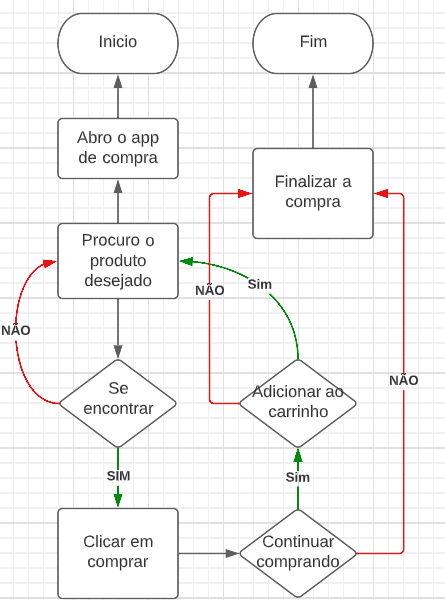 Inicio
Fim
Abro o app
de compra
Procuro o
produto
desejado
Finalizar a
compra
Sim
NÃO
NÃO
Se
encontrar
Adicionar ao
carrinho
NÃO
SIM
Sim
Clicar em
comprar
Continuar
comprando